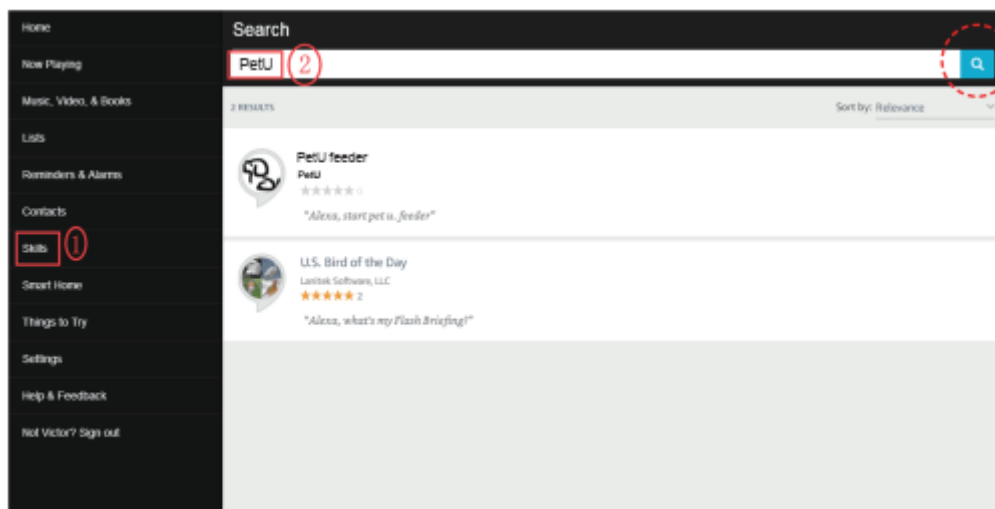 Home
Now Playing
Music, Video, & Books
Lists
Reminders & Alarms
Contacts
Skills ①
Smart Home
Things to Try
Settings
Help & Feedback
Not Victor? Sign out
Search
PetU ②
2 RESULTS
Sort by: Relevance
PetU feeder
PetU
0
"Alexa, start pet u. feeder"
U.S. Bird of the Day
Lanitek Software, LLC
2
"Alexa, what's my Flash Briefing?"